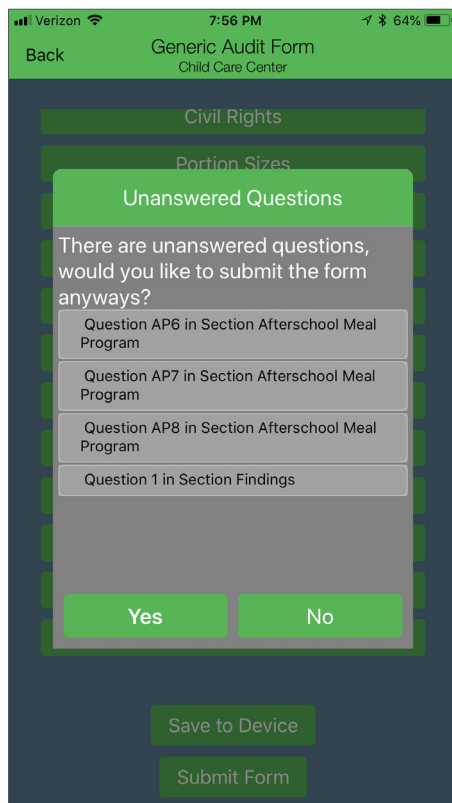 Verizon 7:56 PM 64%
Back Generic Audit Form
Child Care Center
Civil Rights
Portion Sizes
Unanswered Questions
There are unanswered questions,
would you like to submit the form
anyways?
Question AP6 in Section Afterschool Meal
Program
Question AP7 in Section Afterschool Meal
Program
Question AP8 in Section Afterschool Meal
Program
Question 1 in Section Findings
Yes No
Save to Device
Submit Form